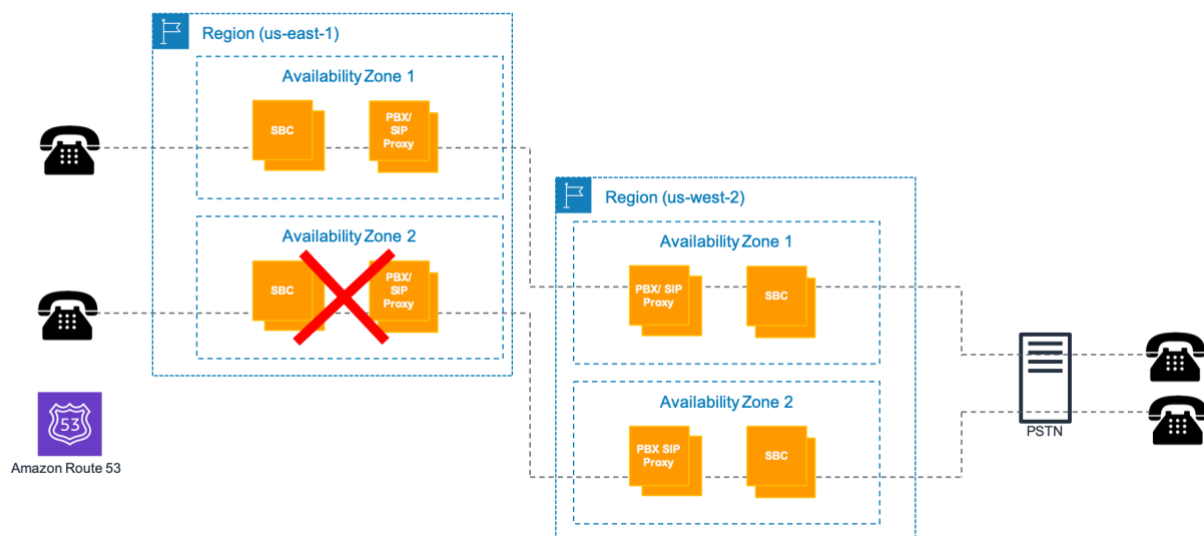 Region (us-east-1)
Availability Zone 1
SBC
PBX/
SIP
Proxy
Availability Zone 2
SBC
PBX/
SIP
Proxy
53
Amazon Route 53
Region (us-west-2)
Availability Zone 1
PBX/ SIP
Proxy
SBC
Availability Zone 2
PBX SIP
Proxy
SBC
PSTN